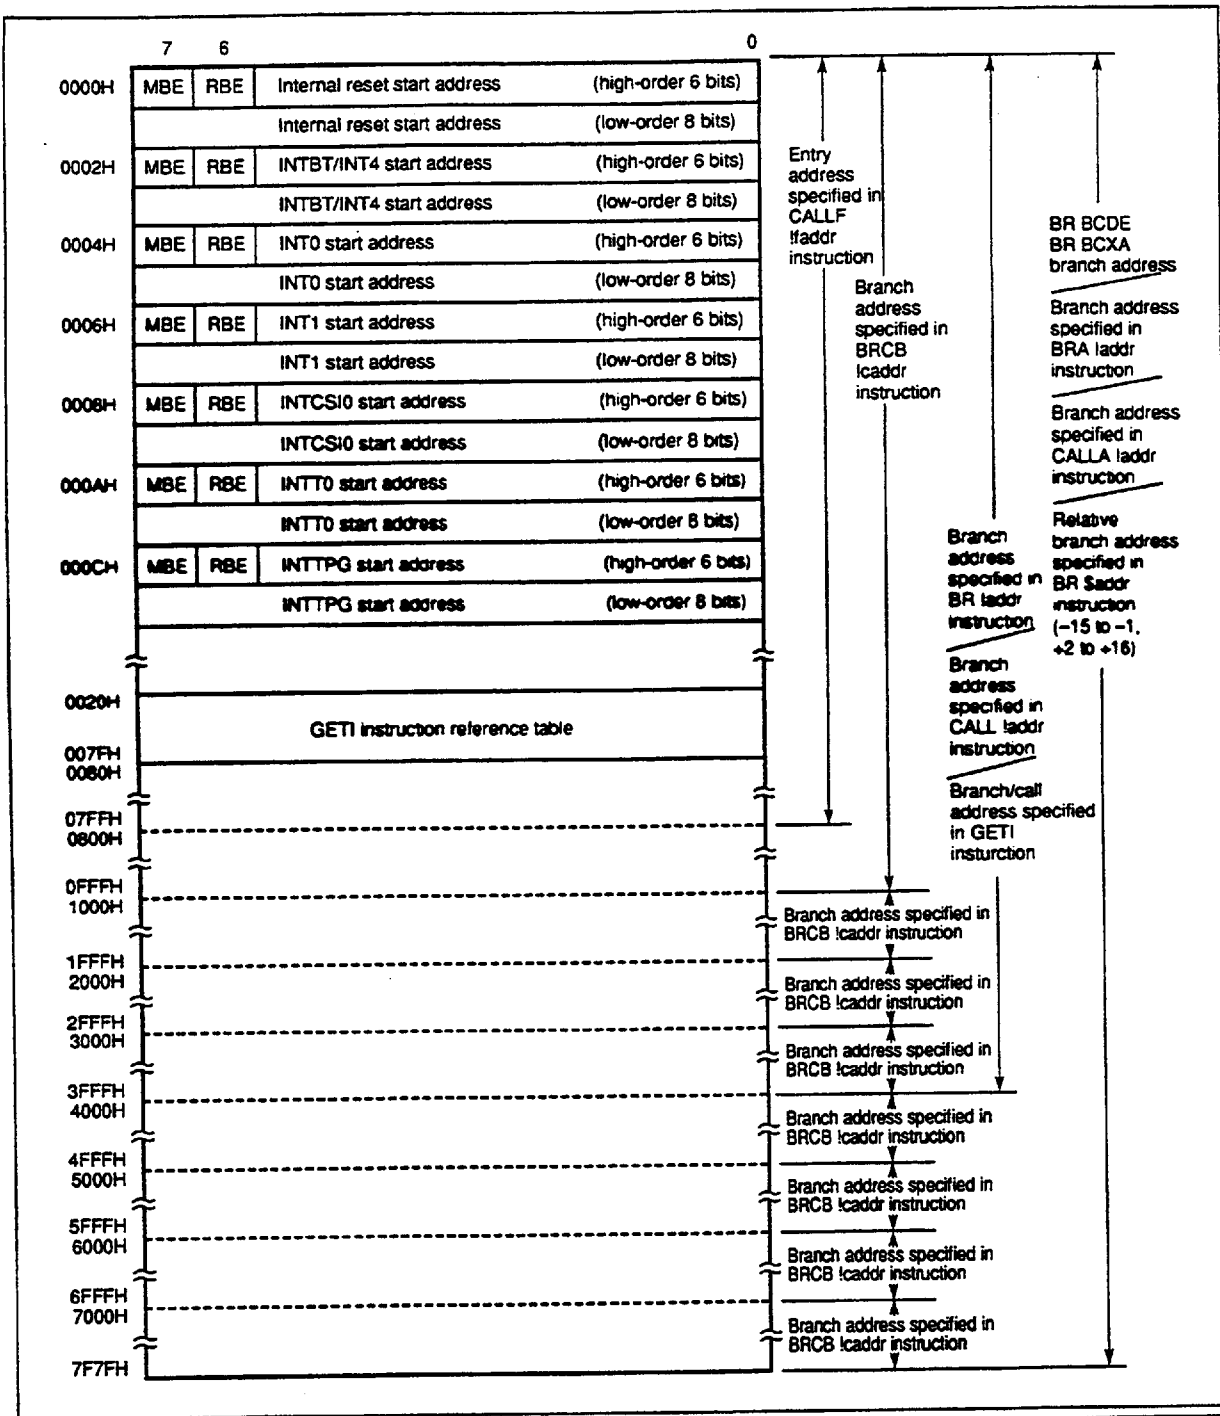 7 6 0
0000H MBE RBE Internal reset start address (high-order 6 bits)
Internal reset start address (low-order 8 bits)
0002H MBE RBE INTBT/INT4 start address (high-order 6 bits)
INTBT/INT4 start address (low-order 8 bits)
0004H MBE RBE INT0 start address (high-order 6 bits)
INT0 start address (low-order 8 bits)
0006H MBE RBE INT1 start address (high-order 6 bits)
INT1 start address (low-order 8 bits)
0008H MBE RBE INTCSI0 start address (high-order 6 bits)
INTCSI0 start address (low-order 8 bits)
000AH MBE RBE INTT0 start address (high-order 6 bits)
INTT0 start address (low-order 8 bits)
000CH MBE RBE INTTPG start address (high-order 6 bits)
INTTPG start address (low-order 8 bits)
0020H
GETI instruction reference table
007FH
0080H
07FFH
0800H
0FFFH
1000H
1FFFH
2000H
2FFFH
3000H
3FFFH
4000H
4FFFH
5000H
5FFFH
6000H
6FFFH
7000H
7F7FH
Entry
address
specified in
CALLF
!faddr
instruction
Branch
address
specified in
BRCB
!caddr
instruction
Branch
address
specified in
BR !addr
instruction
Branch
address
specified in
CALL !addr
instruction
Branch/call
address specified
in GETI
insturction
BR BCDE
BR BCXA
branch address
Branch address
specified in
BRA !addr
instruction
Branch address
specified in
CALLA !addr
instruction
Relative
branch address
specified in
BR $addr
instruction
(–15 to –1,
+2 to +16)
Branch address specified in
BRCB !caddr instruction
Branch address specified in
BRCB !caddr instruction
Branch address specified in
BRCB !caddr instruction
Branch address specified in
BRCB !caddr instruction
Branch address specified in
BRCB !caddr instruction
Branch address specified in
BRCB !caddr instruction
Branch address specified in
BRCB !caddr instruction